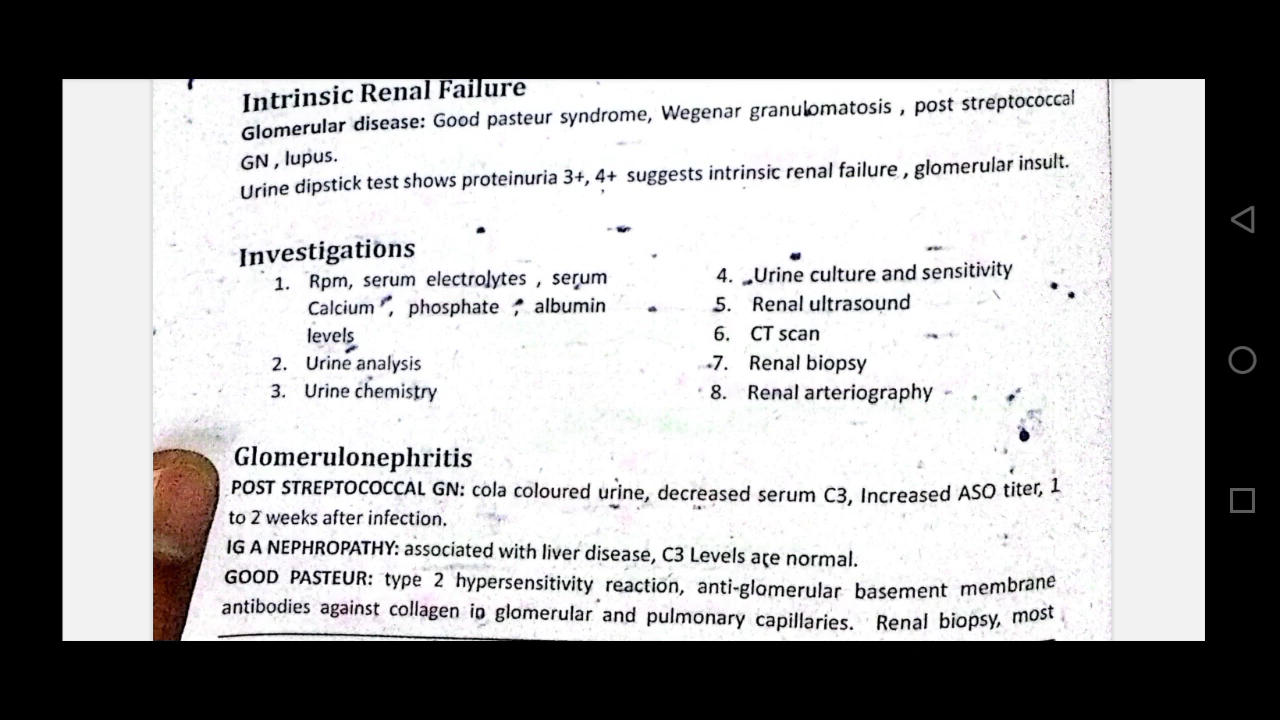 Intrinsic Renal Failure
Glomerular disease: Good pasteur syndrome, Wegenar granulomatosis , post streptococcal
GN , lupus.
Urine dipstick test shows proteinuria 3+, 4+ suggests intrinsic renal failure , glomerular insult.
Investigations
1. Rpm, serum electrolytes , serum
Calcium , phosphate , albumin
levels
2. Urine analysis
3. Urine chemistry
4. Urine culture and sensitivity
5. Renal ultrasound
6. CT scan
7. Renal biopsy
8. Renal arteriography
Glomerulonephritis
POST STREPTOCOCCAL GN: cola coloured urine, decreased serum C3, Increased ASO titer, 1
to 2 weeks after infection.
IG A NEPHROPATHY: associated with liver disease, C3 Levels are normal.
GOOD PASTEUR: type 2 hypersensitivity reaction, anti-glomerular basement membrane
antibodies against collagen in glomerular and pulmonary capillaries. Renal biopsy, most